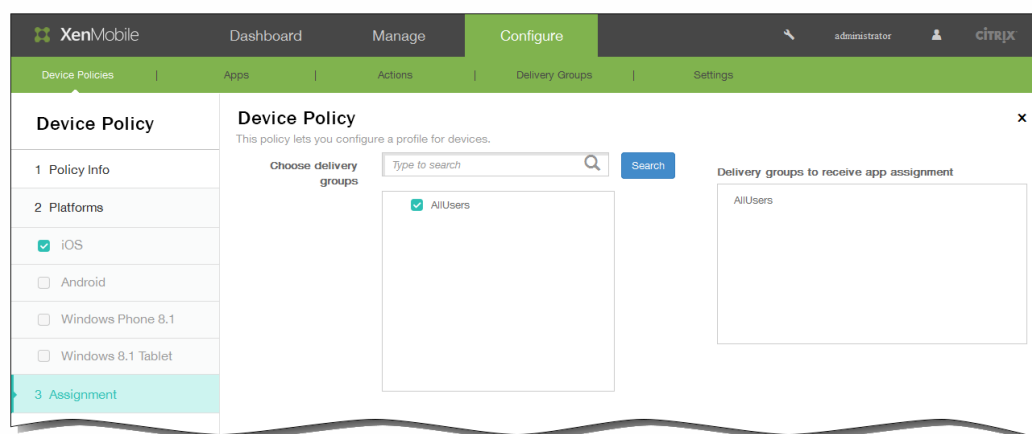 XenMobile Dashboard Manage Configure administrator CİTRIX
Device Policies | Apps | Actions | Delivery Groups | Settings
Device Policy
1 Policy Info
2 Platforms
iOS
Android
Windows Phone 8.1
Windows 8.1 Tablet
3 Assignment
Device Policy x
This policy lets you configure a profile for devices.
Choose delivery
groups
Type to search
Search
AllUsers
Delivery groups to receive app assignment
AllUsers